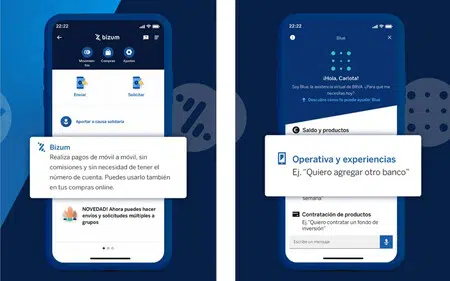 22:22
bizum
Compras
Ajustes
Enviar
Solicitar
Aportar a causa solidaria
Bizum
Realiza pagos de móvil a móvil, sin
comisiones y sin necesidad de tener el
número de cuenta. Puedes usarlo también
en tus compras online.
¡NOVEDAD! Ahora puedes hacer
envíos y solicitudes múltiples a
grupos
22:22
Blue
¡Hola, Carlota!
Soy Blue, la asistencia virtual de BBVA. ¿Para qué me
necesitas hoy?
Descubre cómo te puedo ayudar Blue
Saldo y productos
Operativa y experiencias
Ej. “Quiero agregar otro banco”
semana"
Contratación de productos
Ej. "Quiero contratar un fondo de
inversión"
Escribe un mensaje